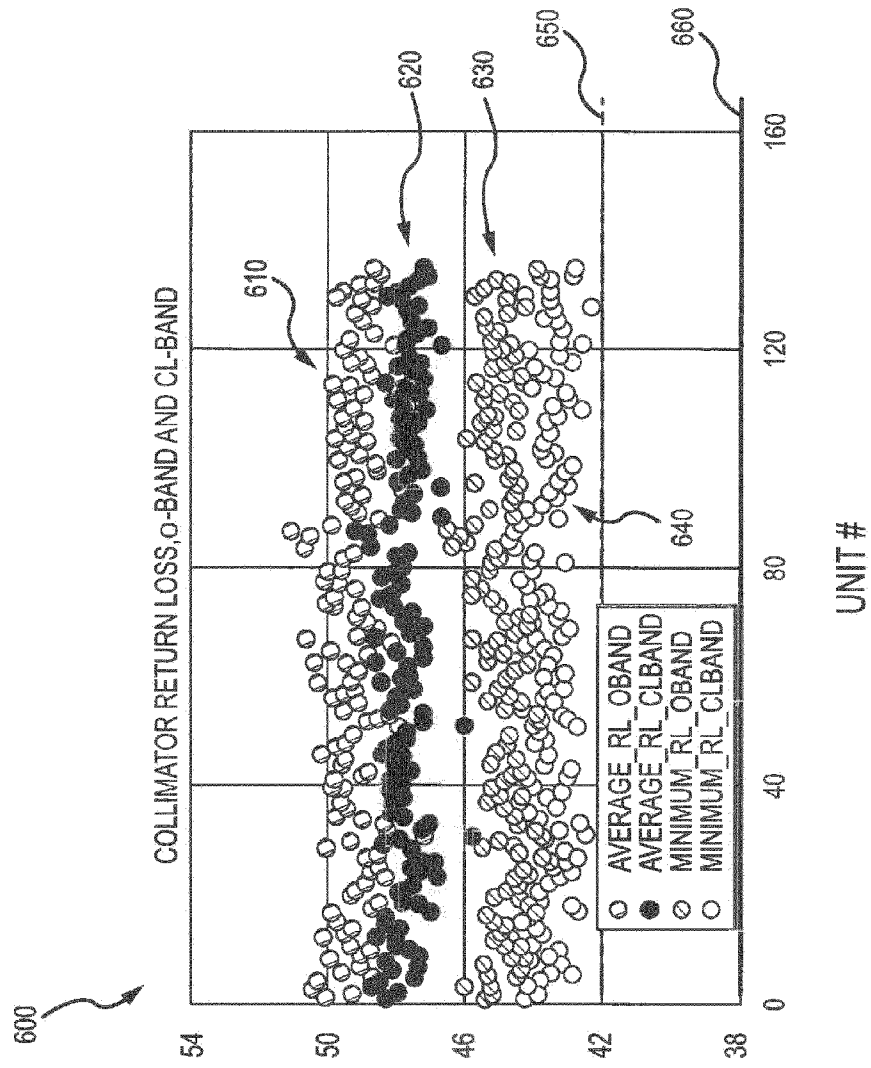 600
COLLIMATOR RETURN LOSS, o-BAND AND CL-BAND
54
50
46
42
38
0
40
80
120
160
UNIT #
610
620
630
640
650
660
AVERAGE_RL_OBAND
AVERAGE_RL_CLBAND
MINIMUM_RL_OBAND
MINIMUM_RL_CLBAND